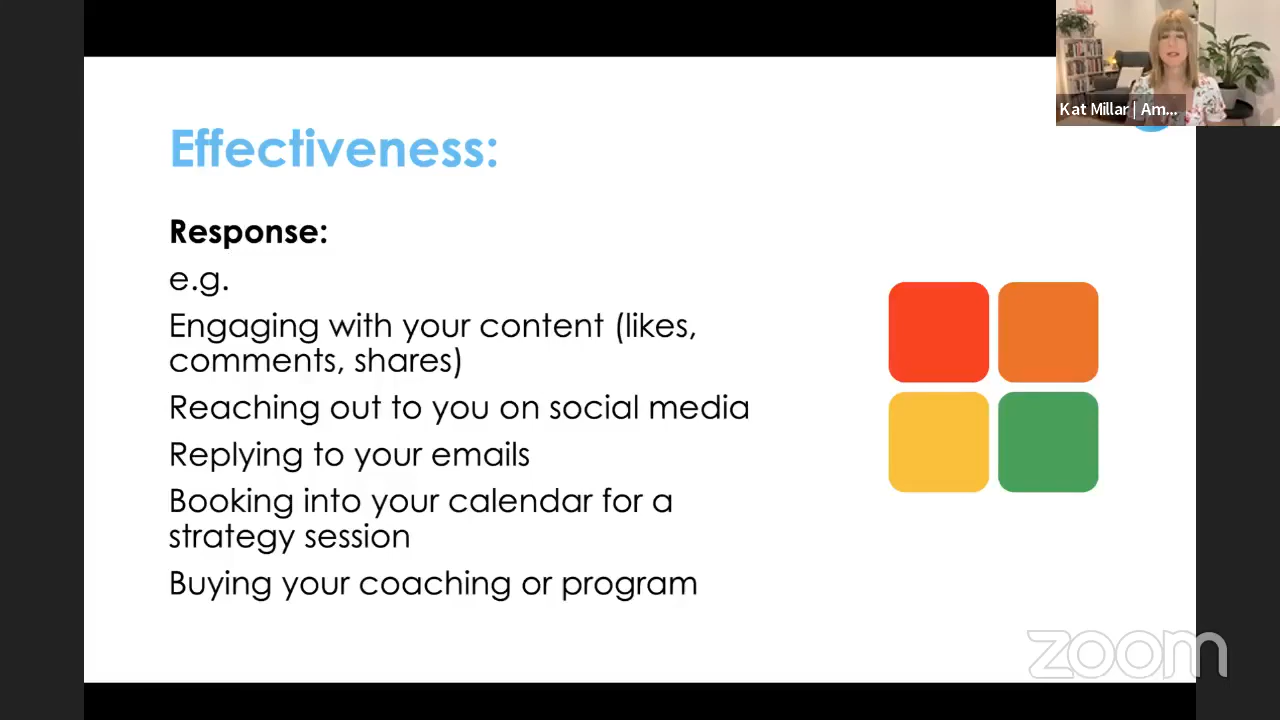 Kat Millar | Am...
Effectiveness:
Response:
e.g.
Engaging with your content (likes,
comments, shares)
Reaching out to you on social media
Replying to your emails
Booking into your calendar for a
strategy session
Buying your coaching or program
zoom